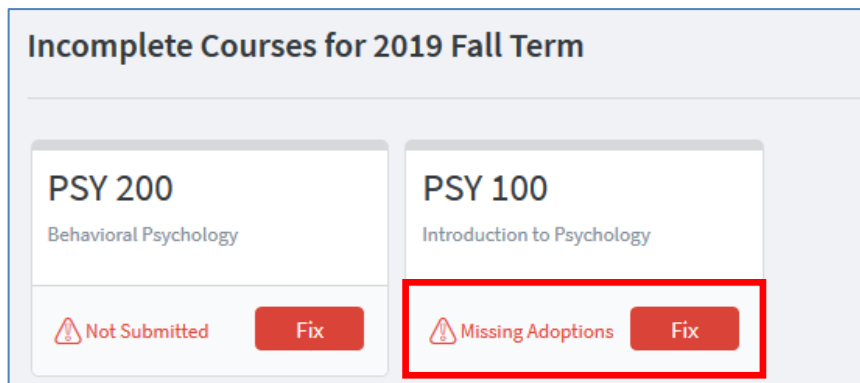 Incomplete Courses for 2019 Fall Term
PSY 200
Behavioral Psychology
Not Submitted
Fix
PSY 100
Introduction to Psychology
Missing Adoptions
Fix